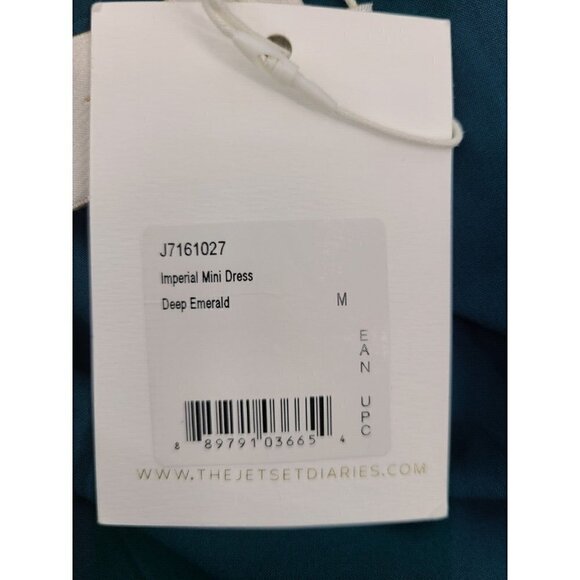 J7161027
Imperial Mini Dress
Deep Emerald
M
EAN
UPC
8 89791 03665 4
WWW.THEJETSETDIARIES.COM